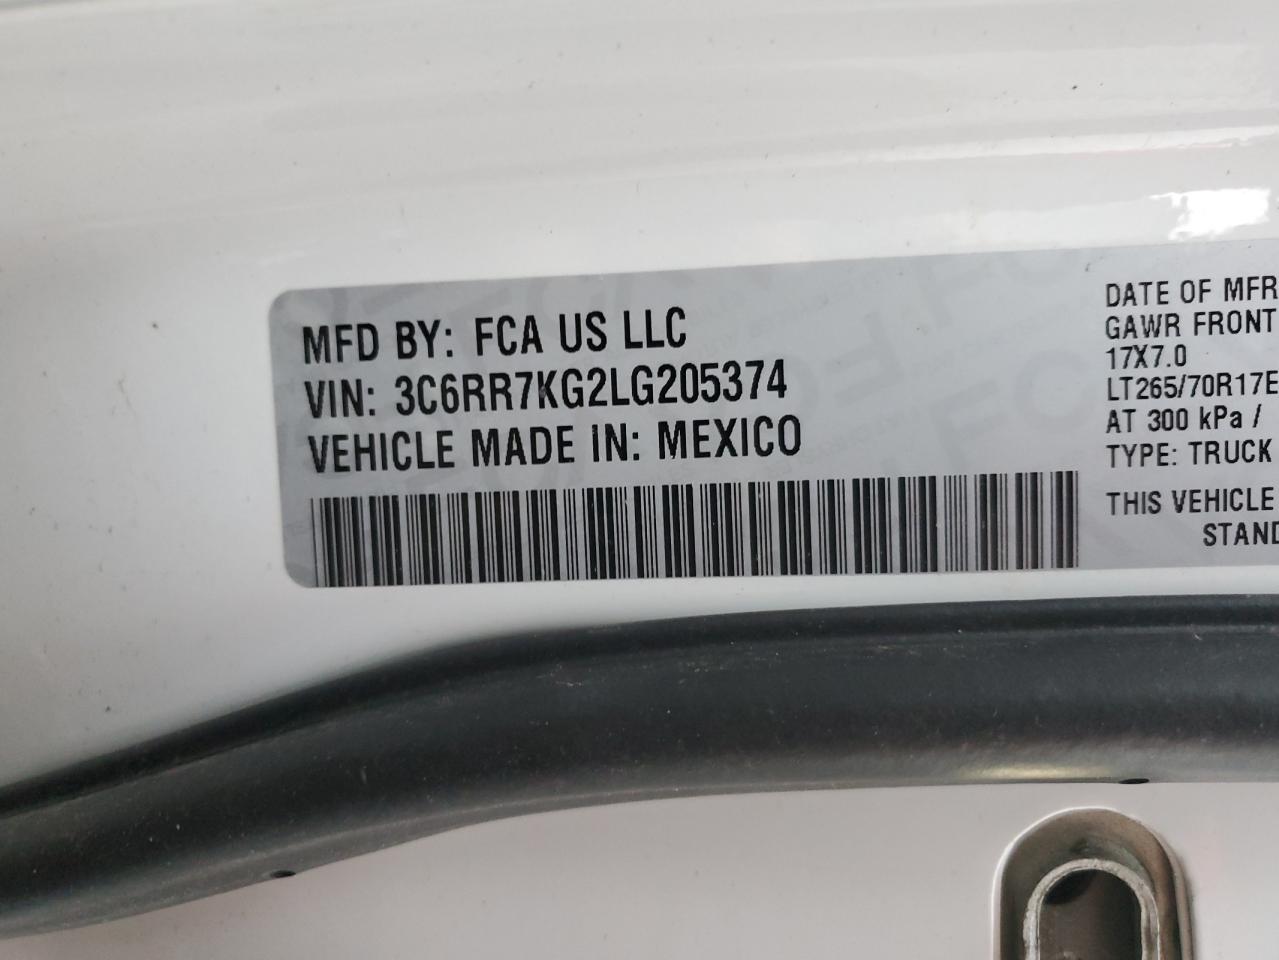 MFD BY: FCA US LLC
VIN: 3C6RR7KG2LG205374
VEHICLE MADE IN: MEXICO
DATE OF MFR
GAWR FRONT
17X7.0
LT265/70R17E
AT 300 kPa /
TYPE: TRUCK
THIS VEHICLE
STAND